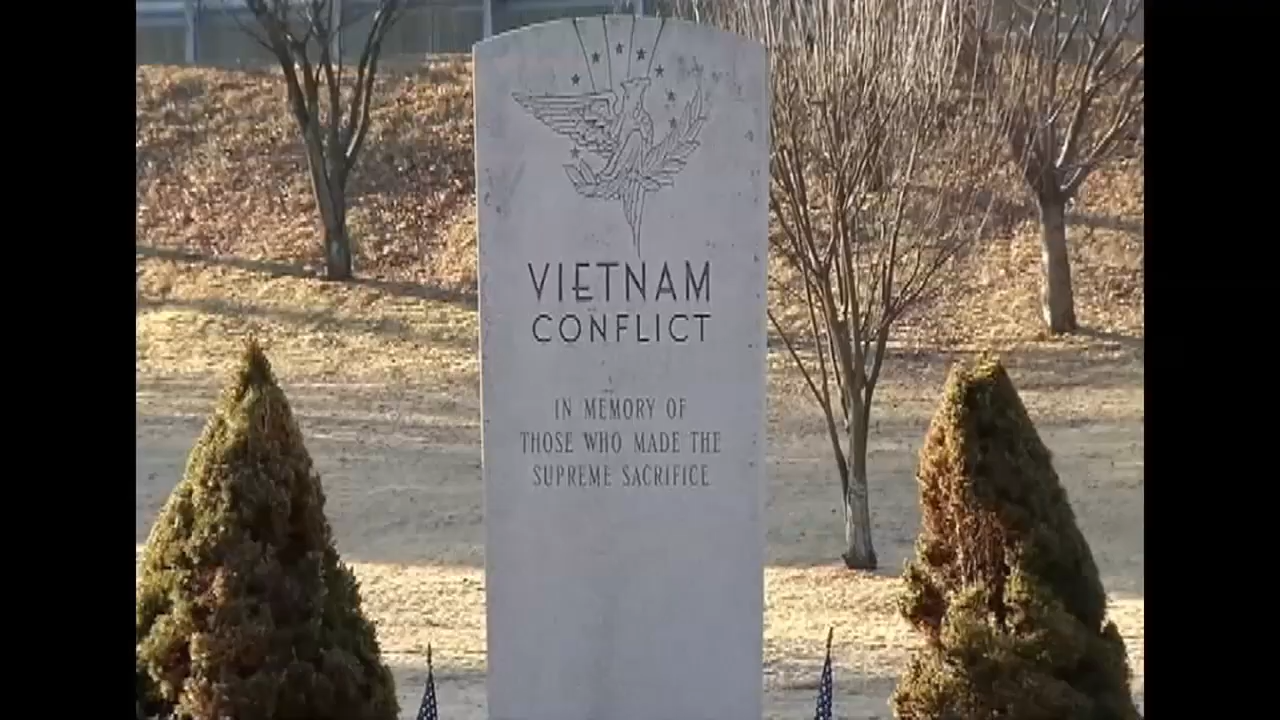 VIETNAM
CONFLICT
IN MEMORY OF
THOSE WHO MADE THE
SUPREME SACRIFICE